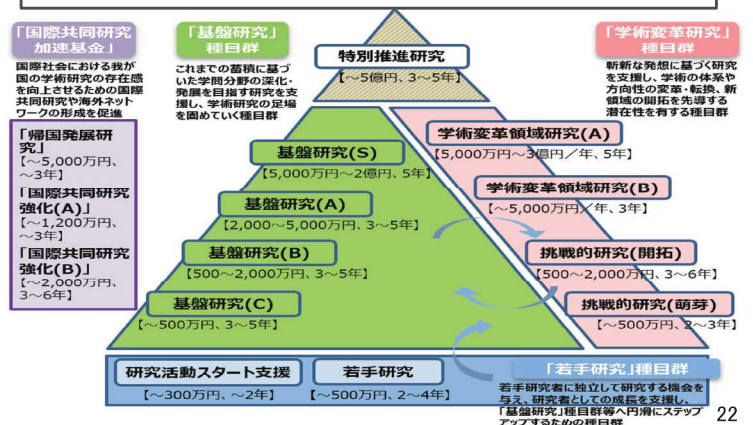 「国際共同研究
加速基金」
国際社会における我が
国の学術研究の存在感
を向上させるための国際
共同研究や海外ネット
ワークの形成を促進
「帰国発展研
究」
【～5,000万円、
～3年】
「国際共同研究
強化(A)」
【～1,200万円、
～3年】
「国際共同研究
強化(B)」
【～2,000万円、
3～6年】
「基盤研究」
種目群
これまでの蓄積に基づ
いた学問分野の深化・
発展を目指す研究を支
援し、学術研究の足場
を固めていく種目群
特別推進研究
【～5億円、3～5年】
基盤研究(S)
【5,000万円～2億円、5年】
基盤研究(A)
【2,000～5,000万円、3～5年】
基盤研究(B)
【500～2,000万円、3～5年】
基盤研究(C)
【～500万円、3～5年】
「学術変革研究」
種目群
斬新な発想に基づく研究
を支援し、学術の体系や
方向性の変革・転換、新
領域の開拓を先導する
潜在性を有する種目群
学術変革領域研究(A)
【5,000万円～3億円／年、5年】
学術変革領域研究(B)
【～5,000万円／年、3年】
挑戦的研究(開拓)
【500～2,000万円、3～6年】
挑戦的研究(萌芽)
【～500万円、2～3年】
研究活動スタート支援
【～300万円、～2年】
若手研究
【～500万円、2～4年】
「若手研究」種目群
若手研究者に独立して研究する機会を
与え、研究者としての成長を支援し、
「基盤研究」種目群等へ円滑にステップ
アップするための種目群
22